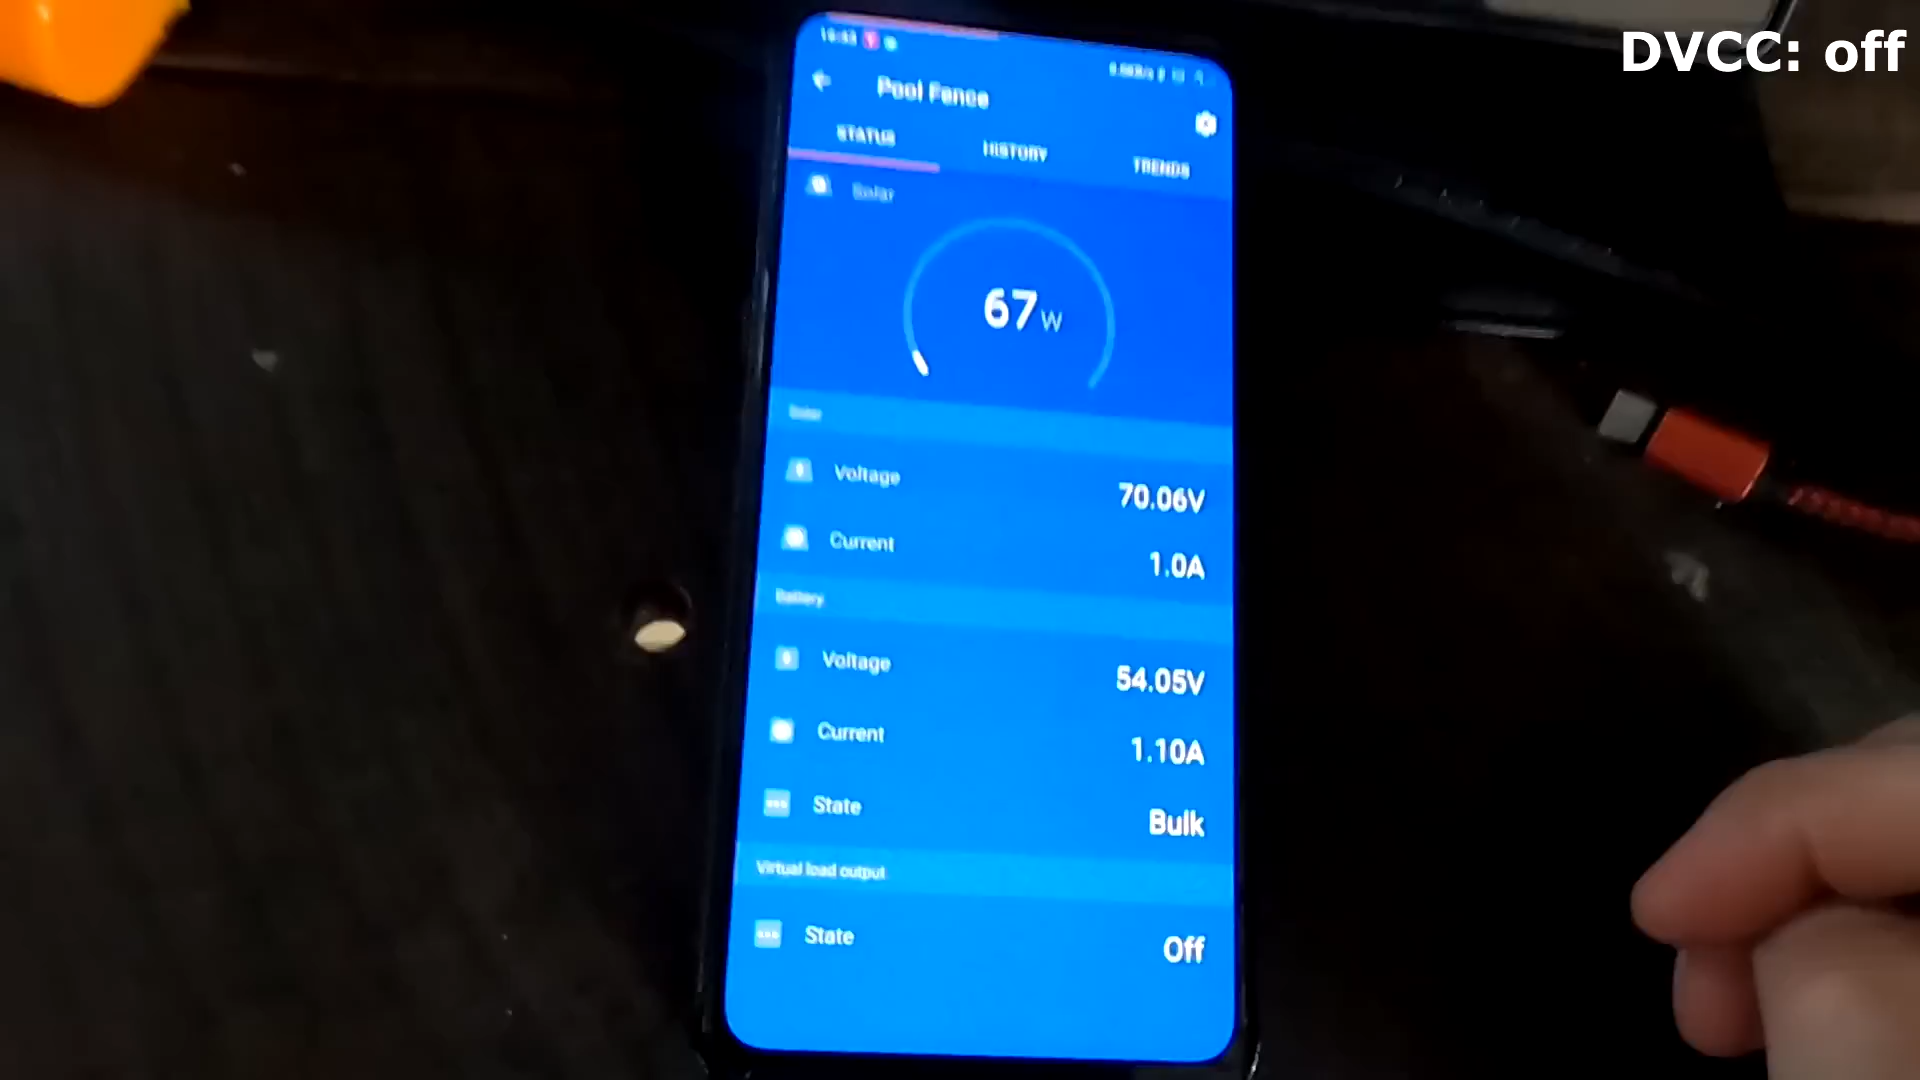 DVCC: off
Pool Fence
STATUS
HISTORY
TRENDS
Solar
67W
Solar
Voltage
70.06V
Current
1.0A
Battery
Voltage
54.05V
Current
1.10A
State
Bulk
Virtual load output
State
Off